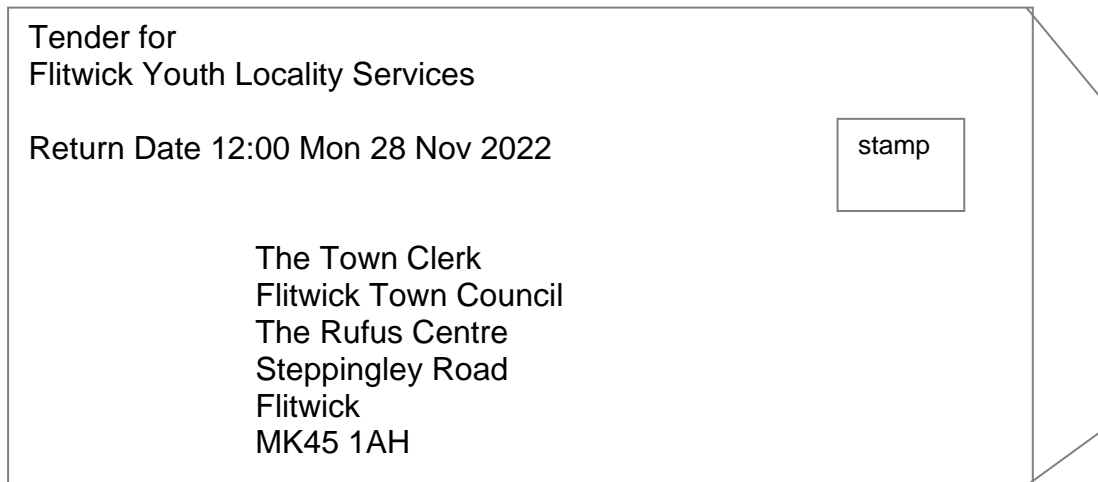 Tender for
Flitwick Youth Locality Services
Return Date 12:00 Mon 28 Nov 2022
stamp
The Town Clerk
Flitwick Town Council
The Rufus Centre
Steppingley Road
Flitwick
MK45 1AH